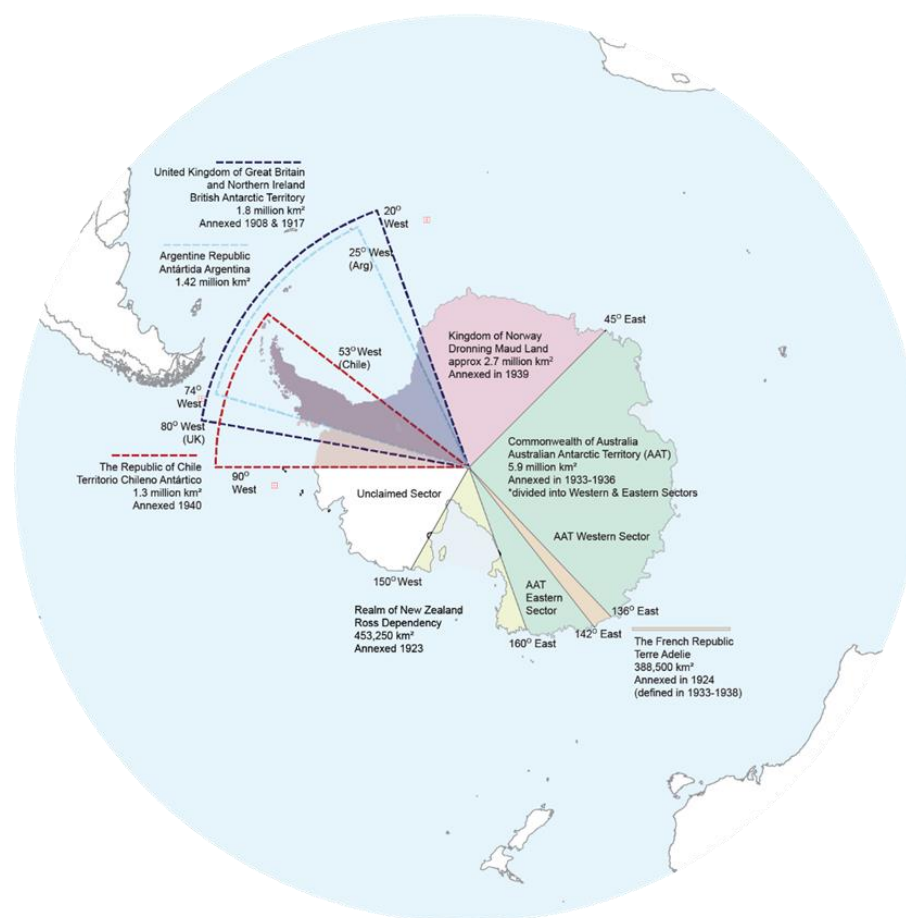 United Kingdom of Great Britain
and Northern Ireland
British Antarctic Territory
1.8 million km²
Annexed 1908 & 1917
Argentine Republic
Antártida Argentina
1.42 million km²
20° West
25° West
(Arg)
53° West
(Chile)
74°
West
80° West
(UK)
The Republic of Chile
Territorio Chileno Antártico
1.3 million km²
Annexed 1940
90°
West
Kingdom of Norway
Dronning Maud Land
approx 2.7 million km²
Annexed in 1939
45° East
Commonwealth of Australia
Australian Antarctic Territory (AAT)
5.9 million km²
Annexed in 1933-1936
*divided into Western & Eastern Sectors
AAT Western Sector
Unclaimed Sector
150° West
Realm of New Zealand
Ross Dependency
453,250 km²
Annexed 1923
AAT
Eastern
Sector
160° East
142° East
136° East
The French Republic
Terre Adelie
388,500 km²
Annexed in 1924
(defined in 1933-1938)